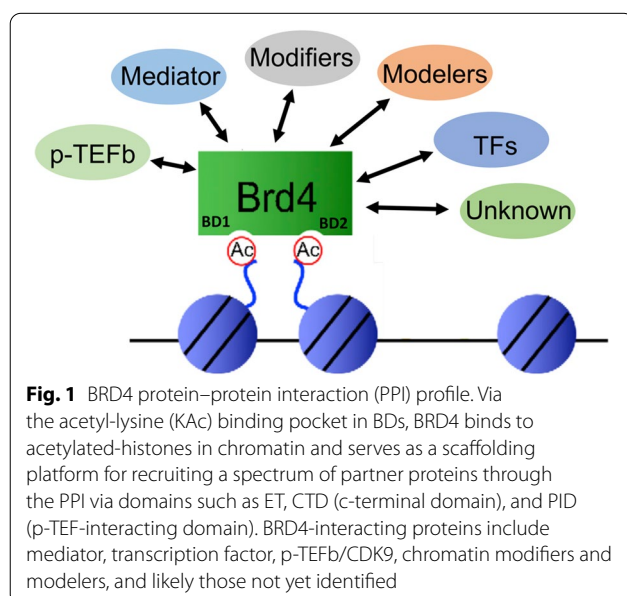 Modifiers
Mediator
Modelers
p-TEFb
TFs
Brd4
BD1
BD2
Unknown
Ac
Ac
Fig. 1 BRD4 protein–protein interaction (PPI) profile. Via
the acetyl-lysine (KAc) binding pocket in BDs, BRD4 binds to
acetylated-histones in chromatin and serves as a scaffolding
platform for recruiting a spectrum of partner proteins through
the PPI via domains such as ET, CTD (c-terminal domain), and PID
(p-TEF-interacting domain). BRD4-interacting proteins include
mediator, transcription factor, p-TEFb/CDK9, chromatin modifiers and
modelers, and likely those not yet identified